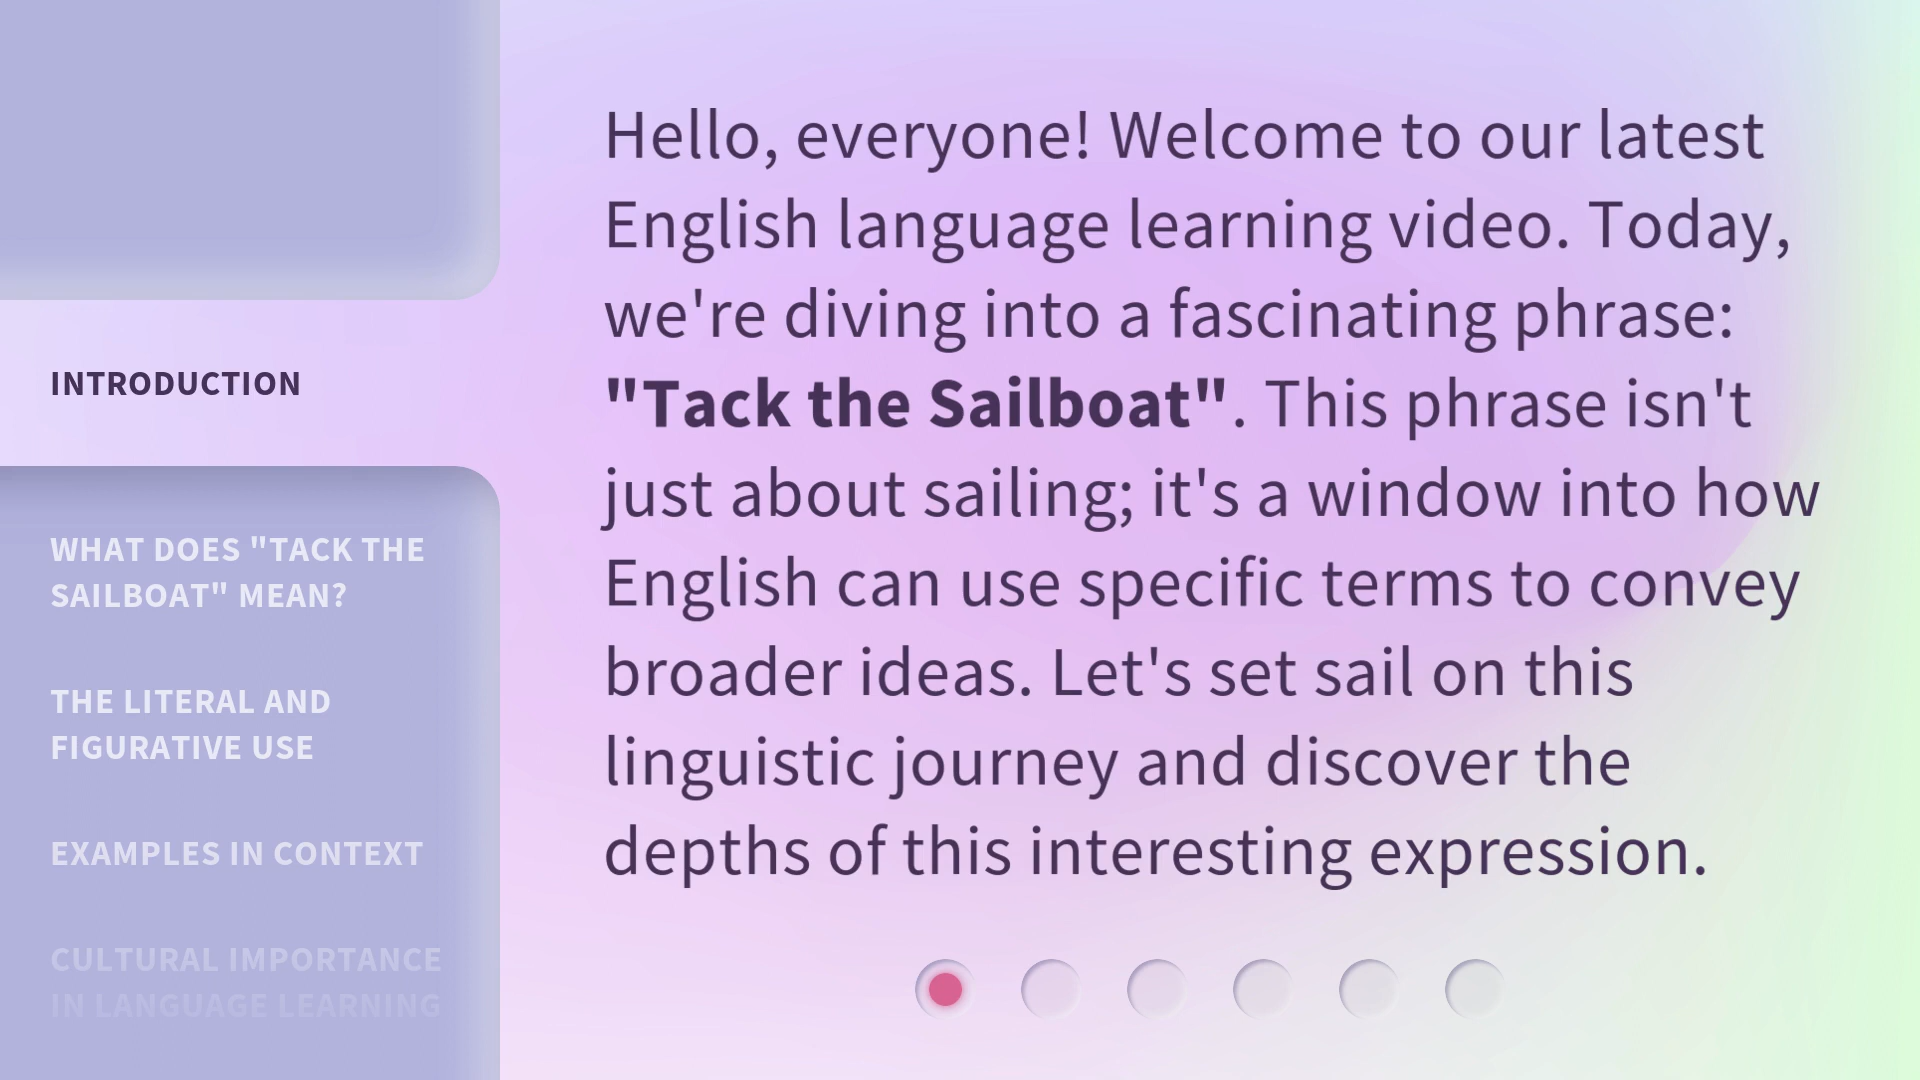 INTRODUCTION
WHAT DOES "TACK THE
SAILBOAT" MEAN?
THE LITERAL AND
FIGURATIVE USE
EXAMPLES IN CONTEXT
CULTURAL IMPORTANCE
IN LANGUAGE LEARNING
Hello, everyone! Welcome to our latest
English language learning video. Today,
we're diving into a fascinating phrase:
"Tack the Sailboat". This phrase isn't
just about sailing; it's a window into how
English can use specific terms to convey
broader ideas. Let's set sail on this
linguistic journey and discover the
depths of this interesting expression.